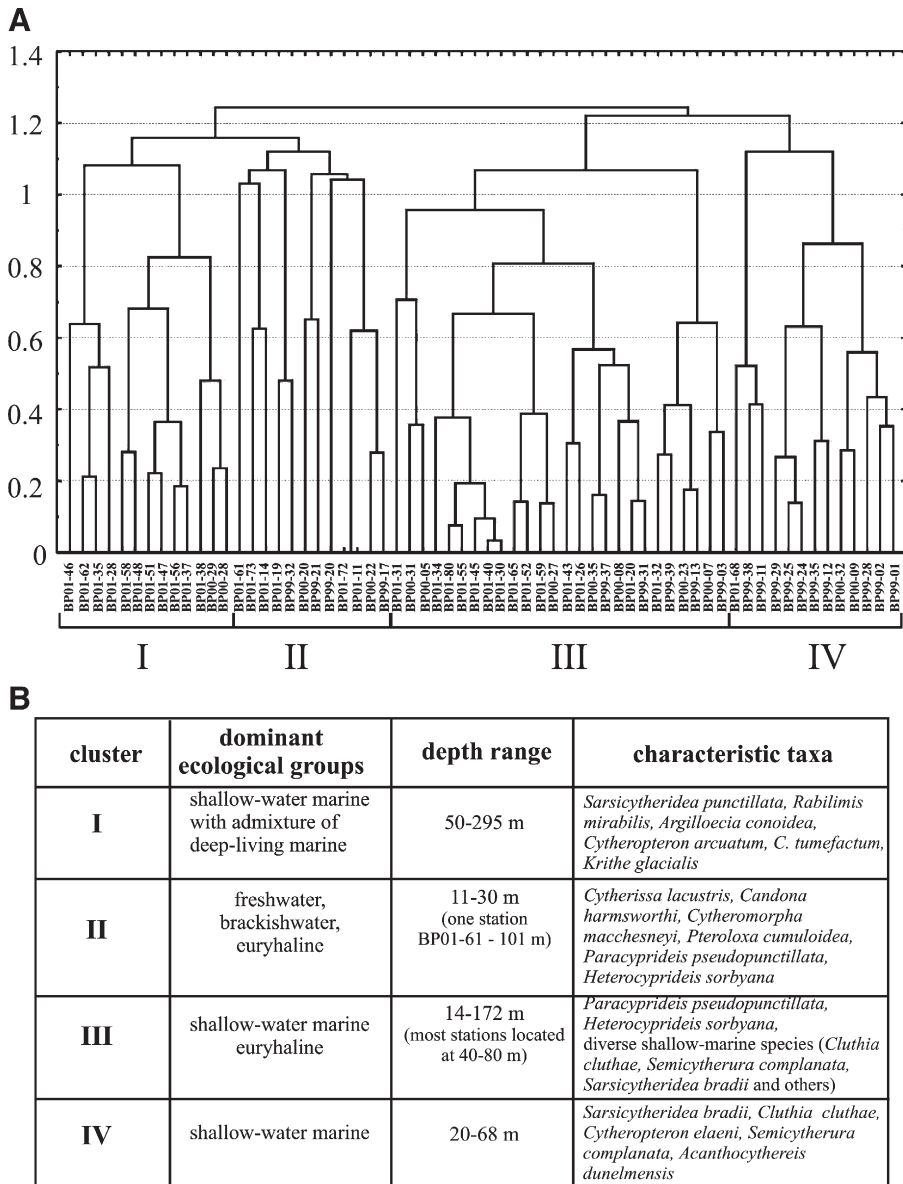 A
1.4
1.2
1
0.8
0.6
0.4
0.2
0
BP01-46
BP01-62
BP01-35
BP01-28
BP01-58
BP01-48
BP01-51
BP01-47
BP01-56
BP01-37
BP01-38
BP00-29
BP00-28
BP01-61
BP01-73
BP01-14
BP01-19
BP99-32
BP00-20
BP99-21
BP99-20
BP01-72
BP01-11
BP00-22
BP99-17
BP01-31
BP00-31
BP00-05
BP01-34
BP01-80
BP01-55
BP01-45
BP01-40
BP01-30
BP01-65
BP01-52
BP01-59
BP00-27
BP01-43
BP01-26
BP00-35
BP99-37
BP00-08
BP01-20
BP99-31
BP01-32
BP99-39
BP00-23
BP99-13
BP00-07
BP99-03
BP01-68
BP99-38
BP99-11
BP99-29
BP99-25
BP99-24
BP99-35
BP99-12
BP00-32
BP00-09
BP99-28
BP99-02
BP99-01
I II III IV
B
cluster
dominant
ecological groups
depth range
characteristic taxa
I
shallow-water marine
with admixture of
deep-living marine
50-295 m
Sarsicytheridea punctillata, Rabilimis
mirabilis, Argilloecia conoidea,
Cytheropteron arcuatum, C. tumefactum,
Krithe glacialis
II
freshwater,
brackishwater,
euryhaline
11-30 m
(one station
BP01-61 - 101 m)
Cytherissa lacustris, Candona
harmsworthi, Cytheromorpha
macchesneyi, Pteroloxa cumuloidea,
Paracyprideis pseudopunctillata,
Heterocyprideis sorbyana
III
shallow-water marine
euryhaline
14-172 m
(most stations located
at 40-80 m)
Paracyprideis pseudopunctillata,
Heterocyprideis sorbyana,
diverse shallow-marine species (Cluthia
cluthae, Semicytherura complanata,
Sarsicytheridea bradii and others)
IV
shallow-water marine
20-68 m
Sarsicytheridea bradii, Cluthia cluthae,
Cytheropteron elaeni, Semicytherura
complanata, Acanthocythereis
dunelmensis